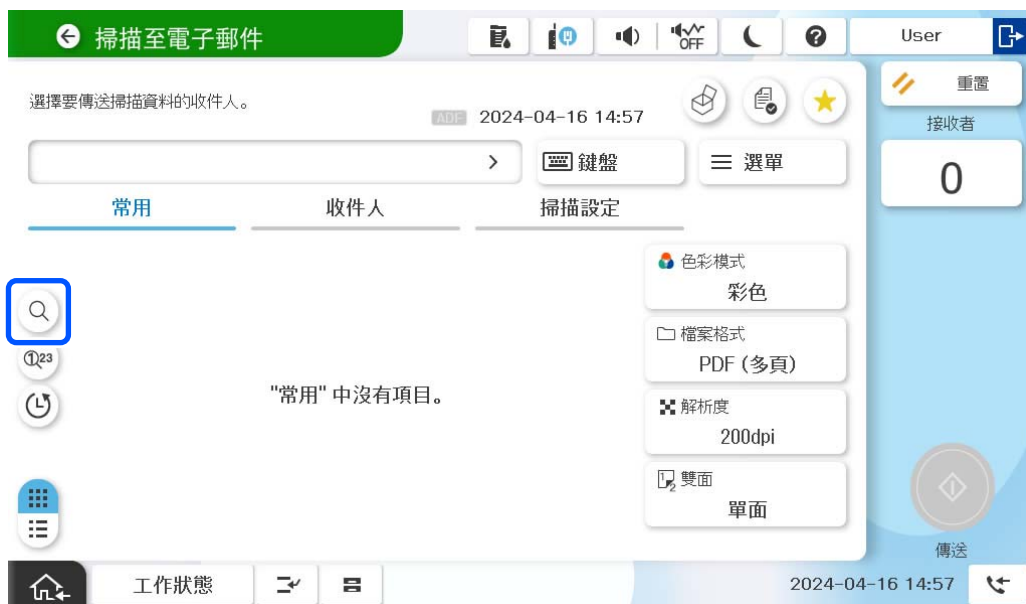 掃描至電子郵件
OFF
User
選擇要傳送掃描資料的收件人。
ADF 2024-04-16 14:57
重置
接收者
0
鍵盤
選單
常用 收件人 掃描設定
色彩模式
彩色
檔案格式
PDF (多頁)
123
"常用" 中沒有項目。
解析度
200dpi
1 2 雙面
單面
傳送
工作狀態
2024-04-16 14:57